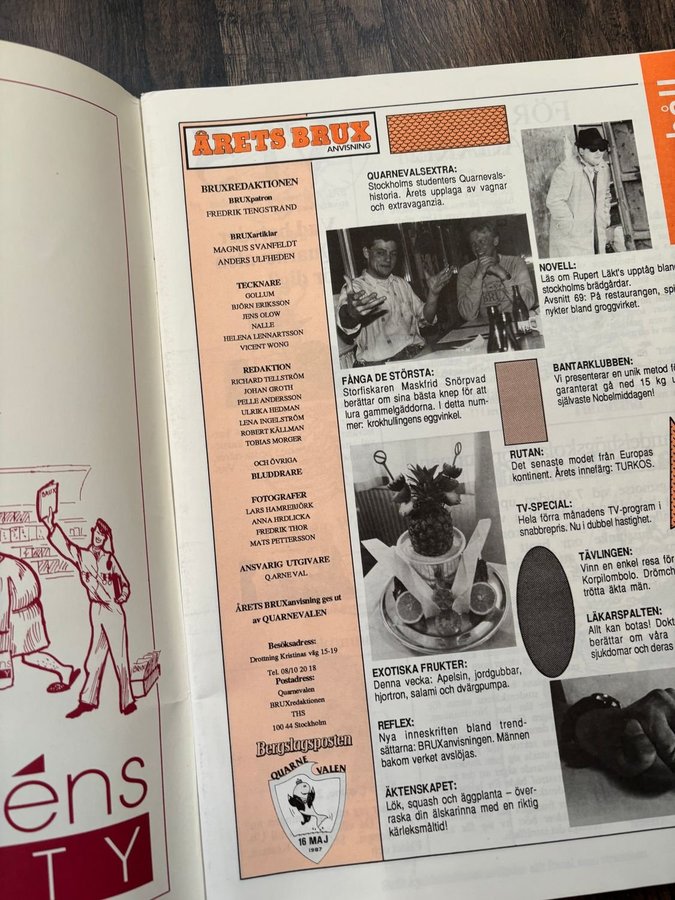 BRUX
éns
TY
ÅRETS BRUX
ANVISNING
BRUXREDAKTIONEN
BRUXpatron
FREDRIK TENGSTRAND
BRUXartiklar
MAGNUS SVANFELDT
ANDERS ULFHEDEN
TECKNARE
GOLLUM
BJÖRN ERIKSSON
JENS OLOW
NALLE
HELENA LENNARTSSON
VICENT WONG
REDAKTION
RICHARD TELLSTRÖM
JOHAN GROTH
PELLE ANDERSSON
ULRIKA HEDMAN
LENA INGELSTRÖM
ROBERT KÄLLMAN
TOBIAS MORGER
OCH ÖVRIGA
BLUDDRARE
FOTOGRAFER
LARS HAMREBJÖRK
ANNA HRDLICKA
FREDRIK THOR
MATS PETTERSSON
ANSVARIG UTGIVARE
Q.ARNE VAL
ÅRETS BRUXanvisning ges ut
av QUARNEVALEN
Besöksadress:
Drottning Kristinas väg 15-19
Tel. 08/10 20 18
Postadress:
Quarnevalen
BRUXredaktionen
THS
100 44 Stockholm
Bergslagsposten
QUARNE VALEN
16 MAJ
1987
QUARNEVALSEXTRA:
Stockholms studenters Quarnevals-
historia. Årets upplaga av vagnar
och extravaganzia.
FÅNGA DE STÖRSTA:
Storfiskaren Maskfrid Snörpvad
berättar om sina bästa knep för att
lura gammelgäddorna. I detta num-
mer: krokhullingens eggvinkel.
EXOTISKA FRUKTER:
Denna vecka: Apelsin, jordgubbar,
hjortron, salami och dvärgpumpa.
REFLEX:
Nya inneskriften bland trend-
sättarna: BRUXanvisningen. Männen
bakom verket avslöjas.
ÄKTENSKAPET:
Lök, squash och äggplanta – över-
raska din älskarinna med en riktig
kärleksmåltid!
NOVELL:
Läs om Rupert Läkt's upptåg bland
stockholms brädgårdar.
Avsnitt 69: På restaurangen,
nykter bland groggvirket.
BANTARKLUBBEN:
Vi presenterar en unik metod
garanterat gå ned 15 kg
självaste Nobelmiddagen!
RUTAN:
Det senaste modet från Europas
kontinent. Årets innefärg: TURKOS.
TV-SPECIAL:
Hela förra månadens TV-program i
snabbrepris. Nu i dubbel hastighet.
TÄVLINGEN:
Vinn en enkel resa för
Korpilombolo.
trötta äkta män.
LÄKARSPALTEN:
Allt kan botas!
berättar om våra
sjukdomar och deras